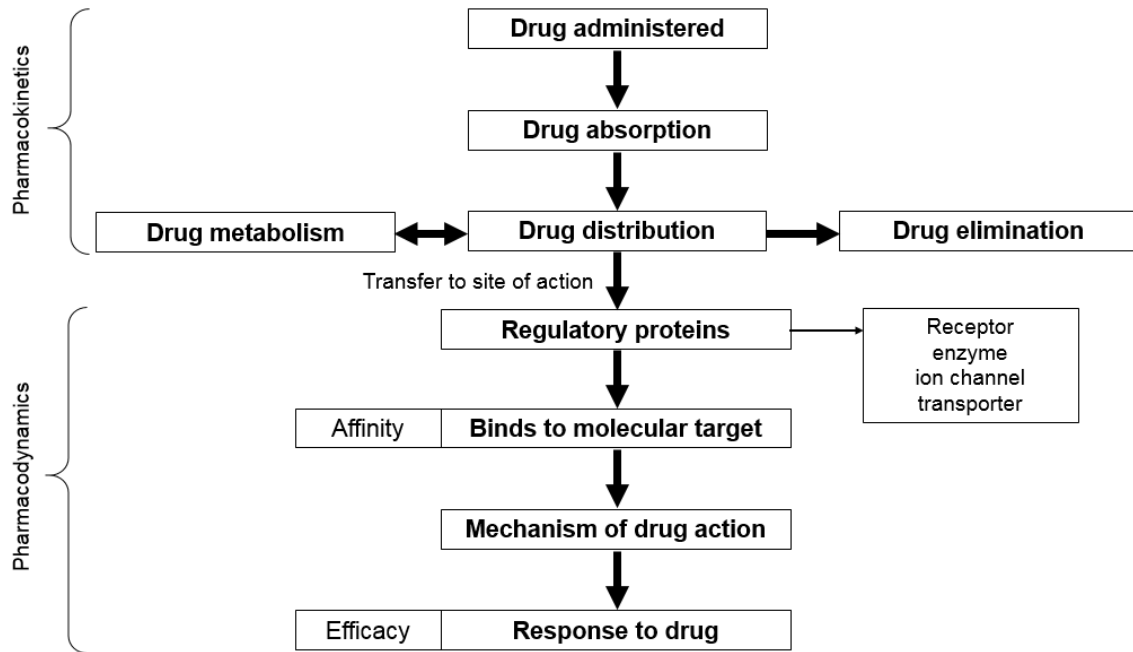 Pharmacokinetics
Drug administered
Drug absorption
Drug metabolism
Drug distribution
Drug elimination
Transfer to site of action
Pharmacodynamics
Regulatory proteins
Receptor
enzyme
ion channel
transporter
Affinity
Binds to molecular target
Mechanism of drug action
Efficacy
Response to drug